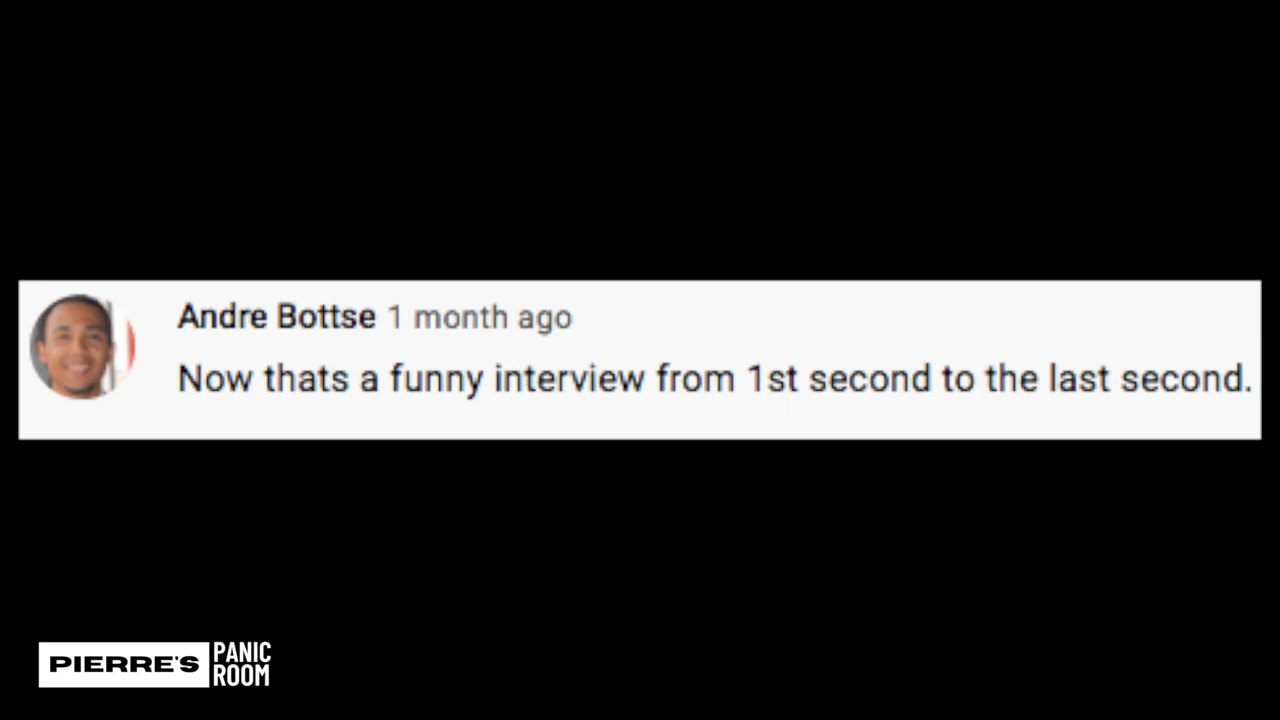 Andre Bottse 1 month ago
Now thats a funny interview from 1st second to the last second.
PIERRE'S
PANIC
ROOM